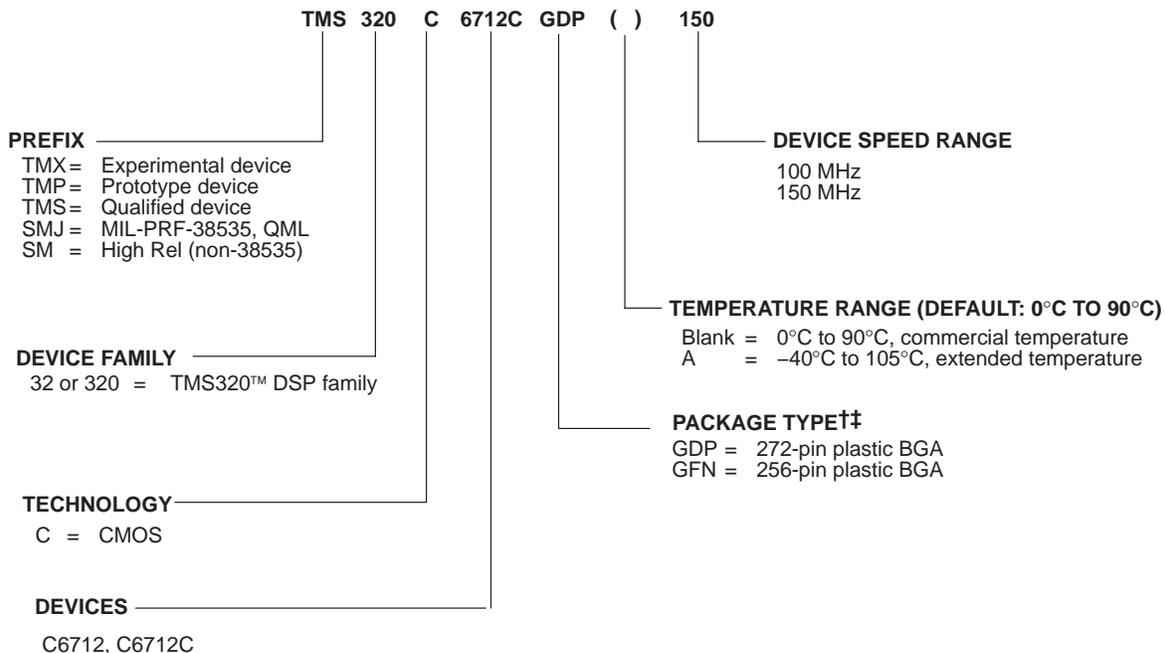 TMS 320 C 6712C GDP ( ) 150
PREFIX
TMX = Experimental device
TMP = Prototype device
TMS = Qualified device
SMJ = MIL-PRF-38535, QML
SM = High Rel (non-38535)
DEVICE SPEED RANGE
100 MHz
150 MHz
TEMPERATURE RANGE (DEFAULT: 0°C TO 90°C)
Blank = 0°C to 90°C, commercial temperature
A = −40°C to 105°C, extended temperature
DEVICE FAMILY
32 or 320 = TMS320™ DSP family
PACKAGE TYPE†‡
GDP = 272-pin plastic BGA
GFN = 256-pin plastic BGA
TECHNOLOGY
C = CMOS
DEVICES
C6712, C6712C